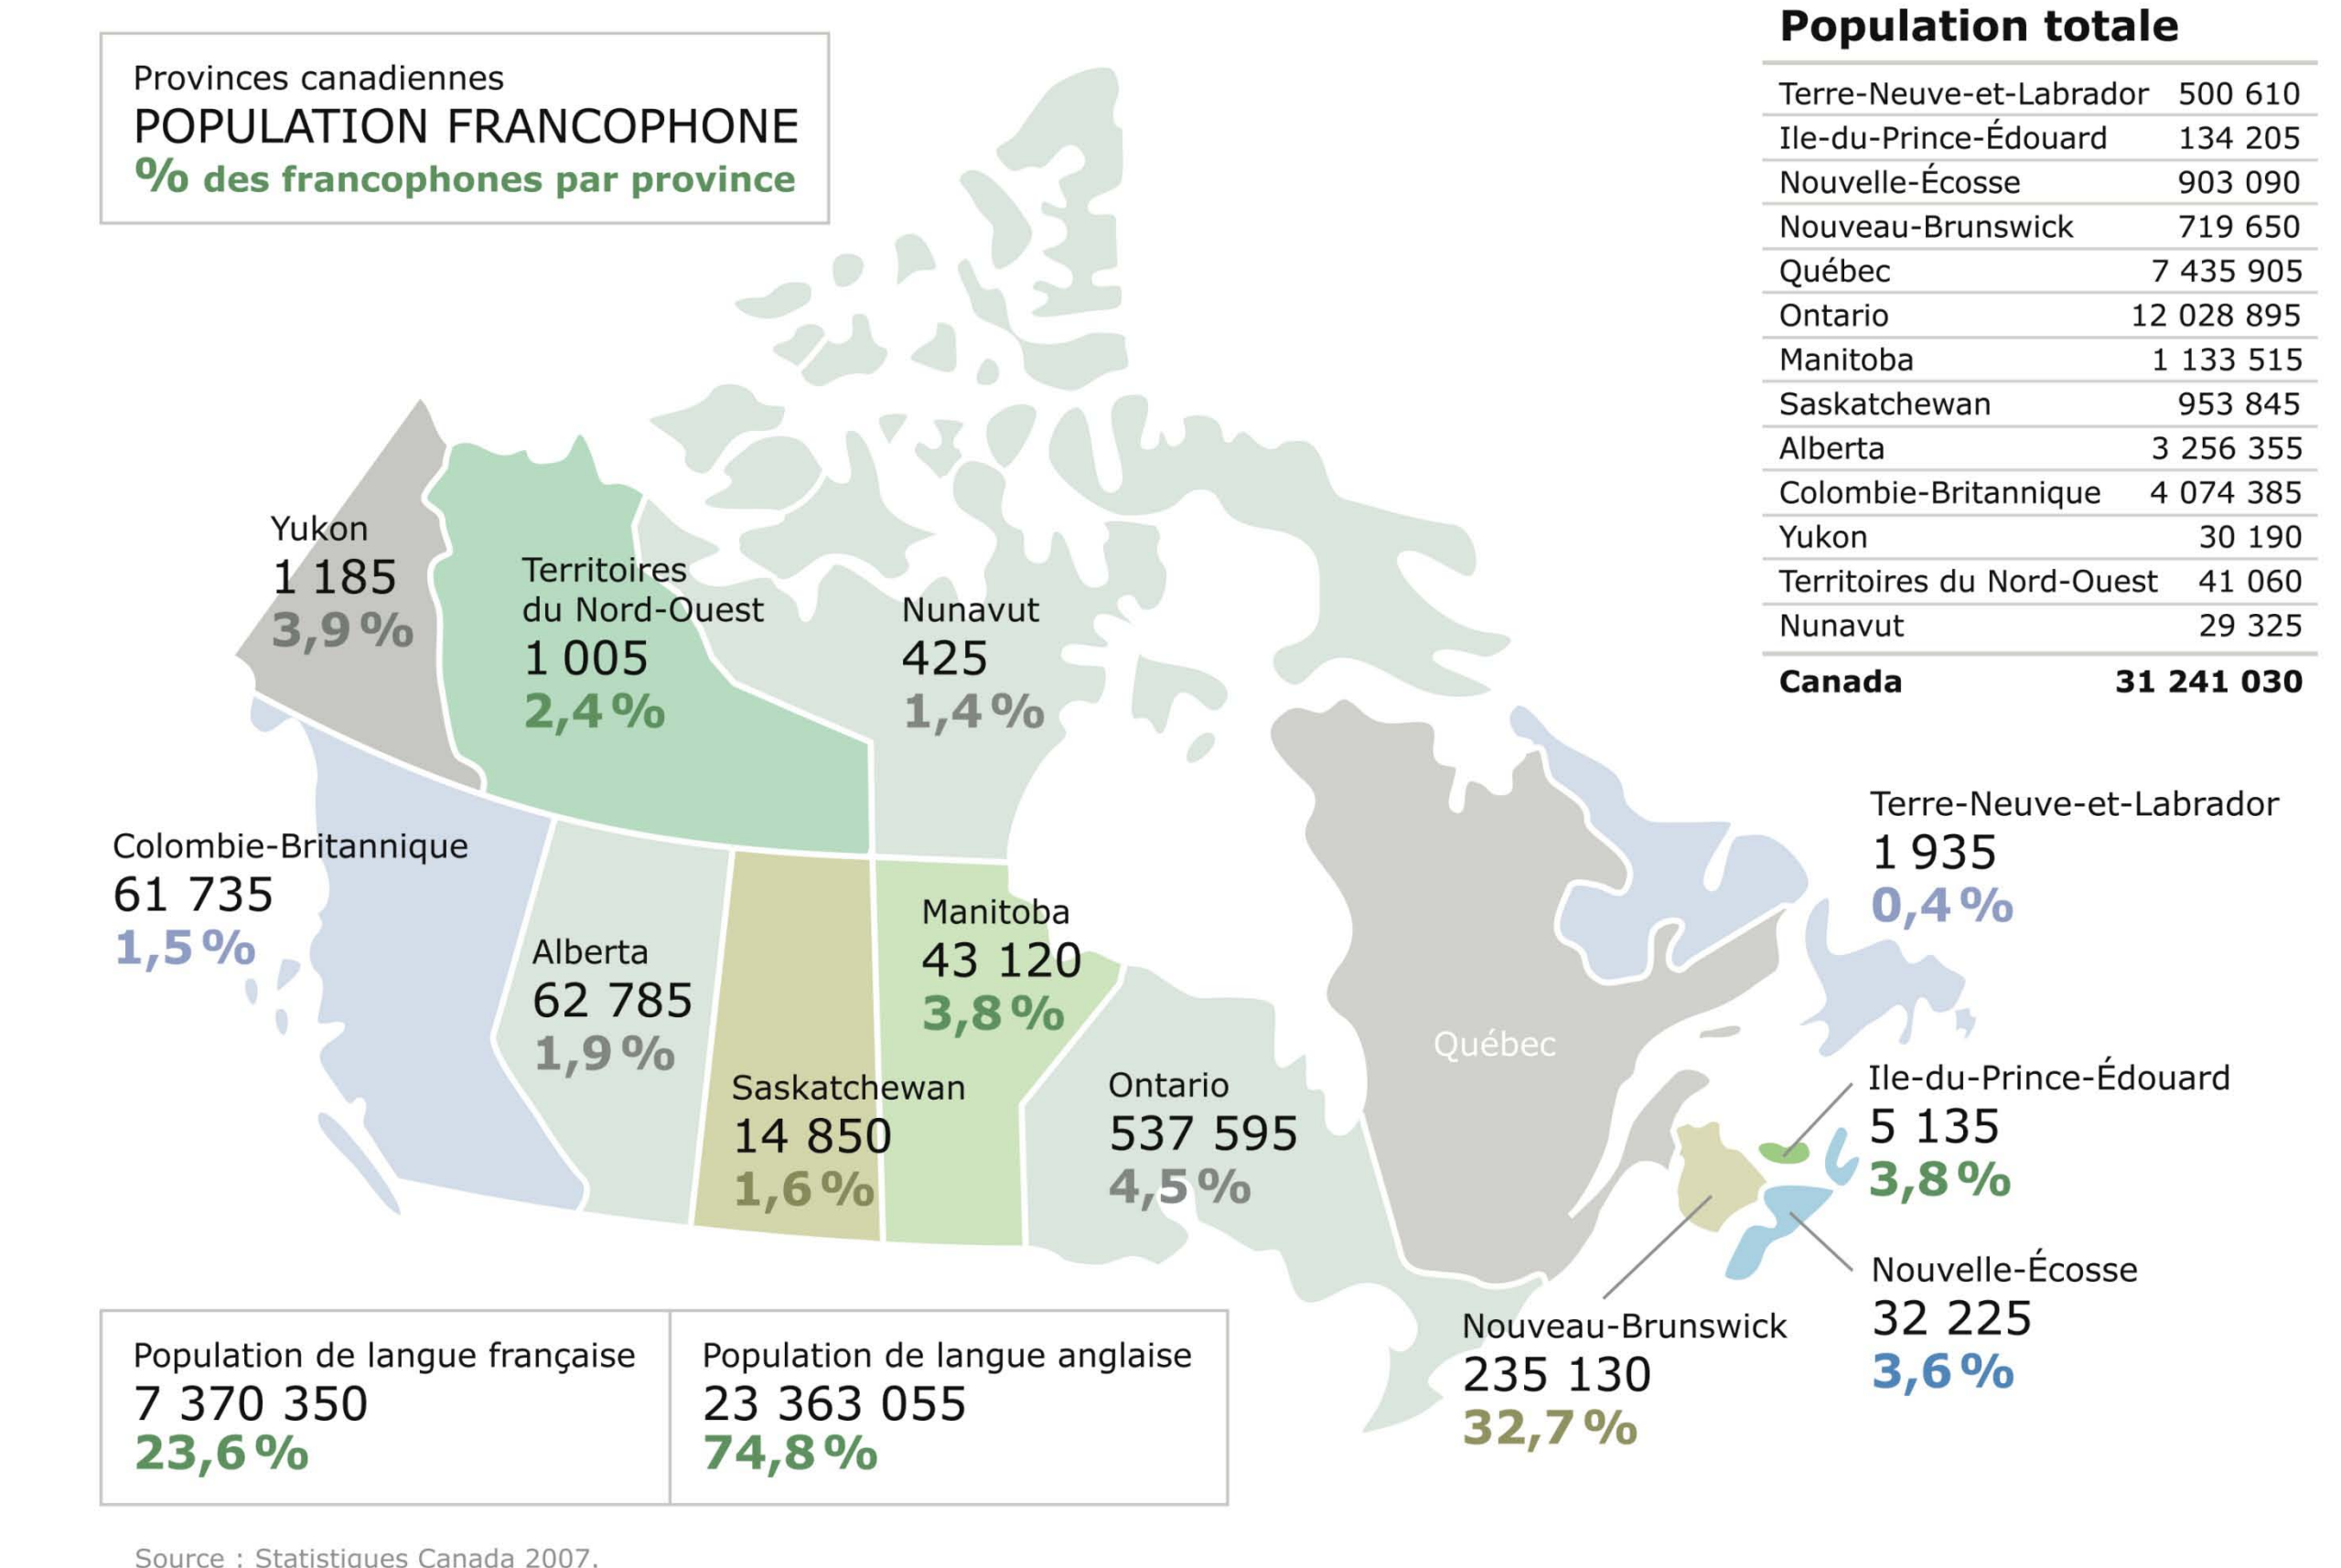 Provinces canadiennes
POPULATION FRANCOPHONE
% des francophones par province
Population totale
Terre-Neuve-et-Labrador 500 610
Ile-du-Prince-Édouard 134 205
Nouvelle-Écosse 903 090
Nouveau-Brunswick 719 650
Québec 7 435 905
Ontario 12 028 895
Manitoba 1 133 515
Saskatchewan 953 845
Alberta 3 256 355
Colombie-Britannique 4 074 385
Yukon 30 190
Territoires du Nord-Ouest 41 060
Nunavut 29 325
Canada 31 241 030
Yukon
1 185
3,9 %
Territoires
du Nord-Ouest
1 005
2,4 %
Nunavut
425
1,4 %
Colombie-Britannique
61 735
1,5 %
Alberta
62 785
1,9 %
Saskatchewan
14 850
1,6 %
Manitoba
43 120
3,8 %
Ontario
537 595
4,5 %
Québec
Terre-Neuve-et-Labrador
1 935
0,4 %
Ile-du-Prince-Édouard
5 135
3,8 %
Nouvelle-Écosse
32 225
3,6 %
Nouveau-Brunswick
235 130
32,7 %
Population de langue française
7 370 350
23,6 %
Population de langue anglaise
23 363 055
74,8 %
Source : Statistiques Canada 2007.